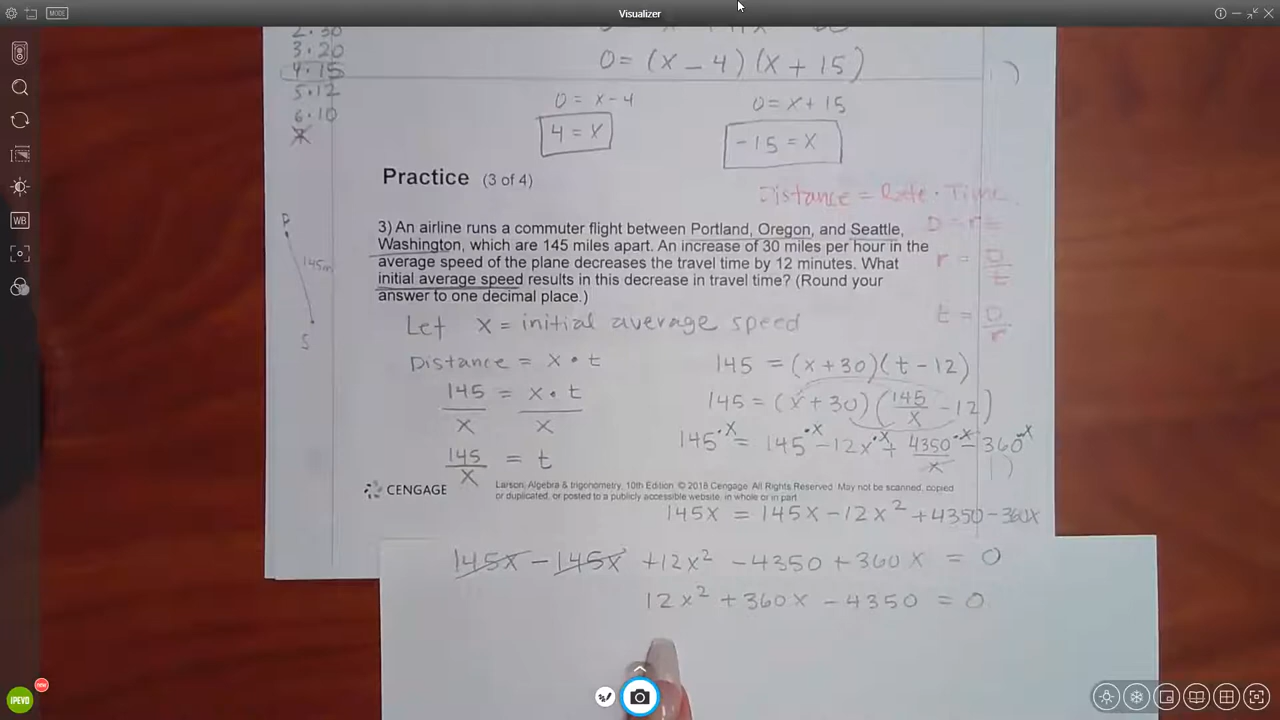 MODE
Visualizer
2·30
3·20
4·15
5·12
6·10
0 = (x - 4)(x + 15)
0 = x - 4
0 = x + 15
4 = x
-15 = x
Practice (3 of 4)
Distance = Rate · Time
3) An airline runs a commuter flight between Portland, Oregon, and Seattle,
Washington, which are 145 miles apart. An increase of 30 miles per hour in the
average speed of the plane decreases the travel time by 12 minutes. What
initial average speed results in this decrease in travel time? (Round your
answer to one decimal place.)
P
145m
S
r = D/t
t = D/r
Let x = initial average speed
Distance = x · t
145 = (x + 30)(t - 12)
145/x = x · t/x
145 = (x + 30)(145/x - 12)
145·x = 145·x - 12x·x + 4350/x·x - 360·x
145/x = t
CENGAGE
Larson, Algebra & trigonometry, 10th Edition. © 2018 Cengage. All Rights Reserved. May not be scanned, copied
or duplicated, or posted to a publicly accessible website, in whole or in part.
145x = 145x - 12x² + 4350 - 360x
145x - 145x + 12x² - 4350 + 360x = 0
12x² + 360x - 4350 = 0
WB
IPEVO
new